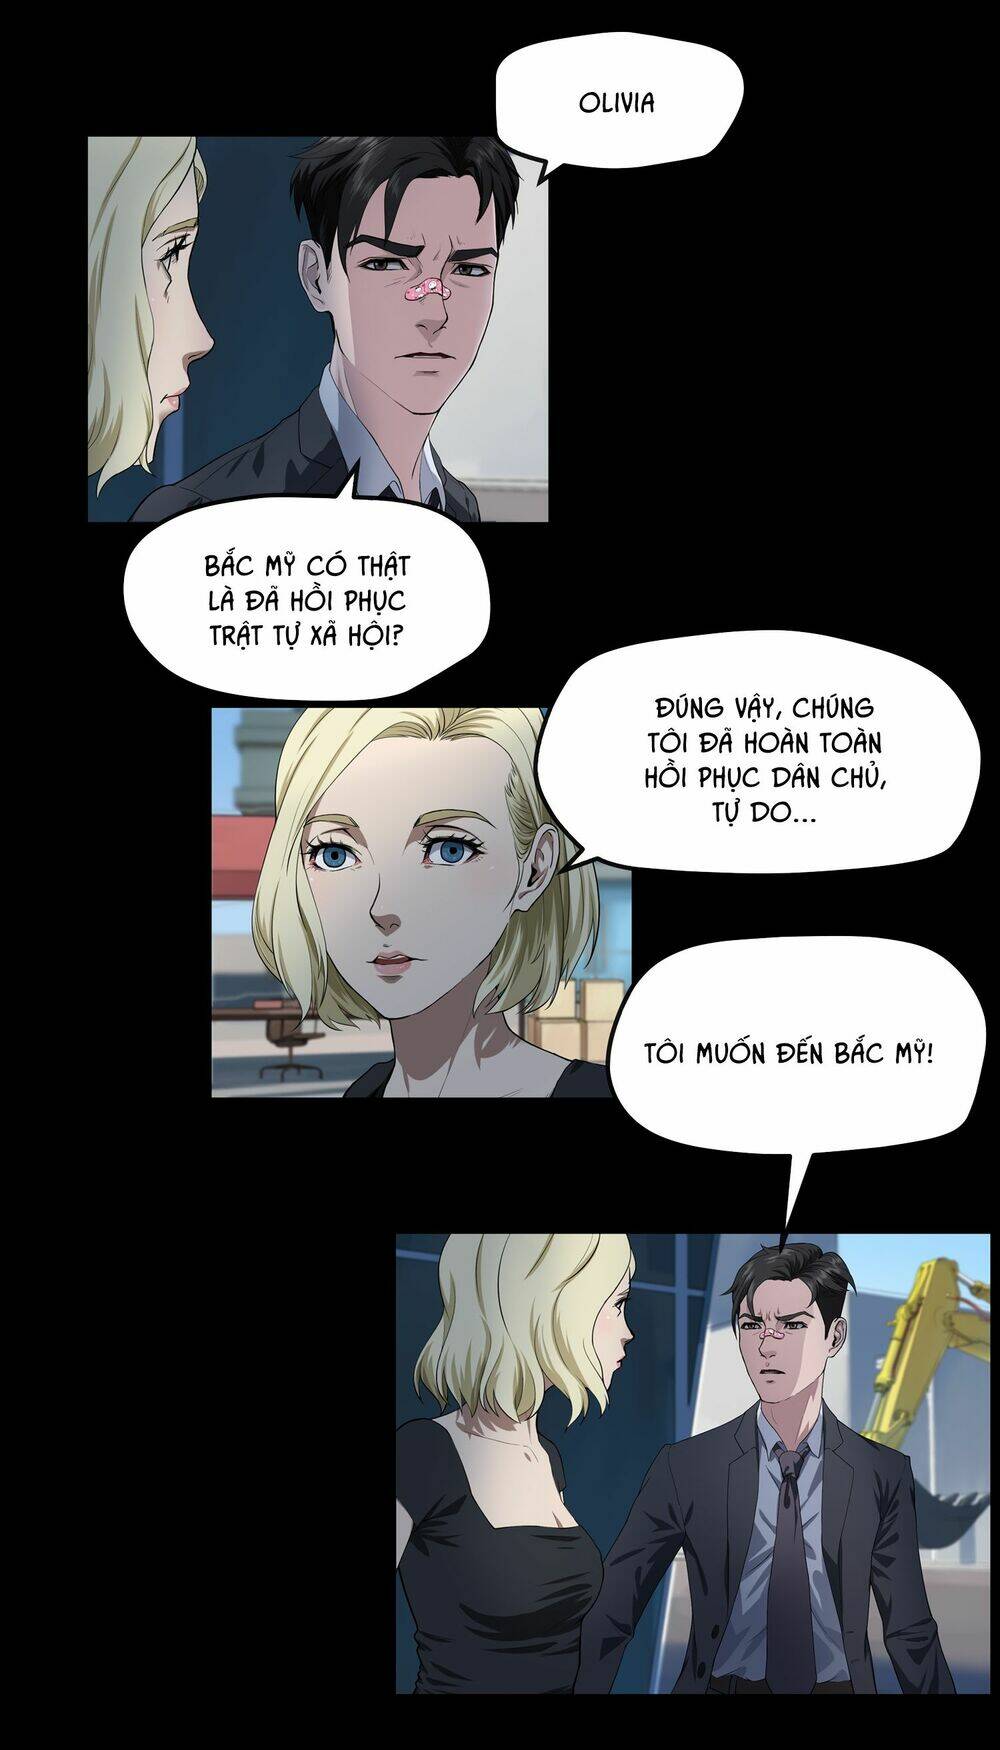 OLIVIA
BẮC MỸ CÓ THẬT
LÀ ĐÃ HỒI PHỤC
TRẬT TỰ XÃ HỘI?
ĐÚNG VẬY, CHÚNG
TÔI ĐÃ HOÀN TOÀN
HỒI PHỤC DÂN CHỦ,
TỰ DO...
TÔI MUỐN ĐẾN BẮC MỸ!